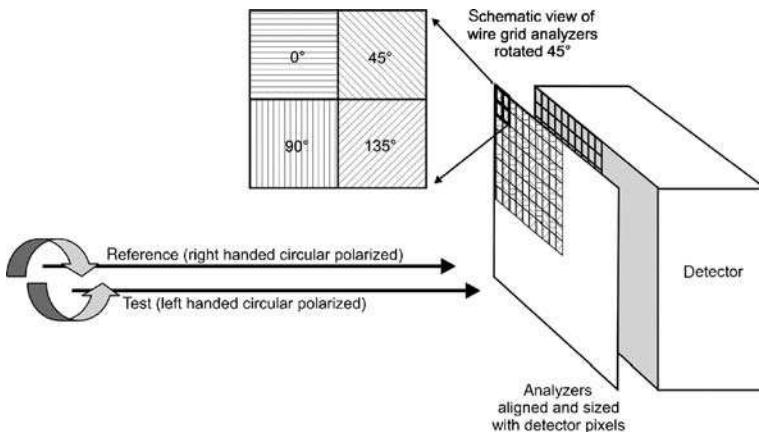 Schematic view of
wire grid analyzers
rotated 45°
0°
45°
90°
135°
Reference (right handed circular polarized)
Test (left handed circular polarized)
Detector
Analyzers
aligned and sized
with detector pixels